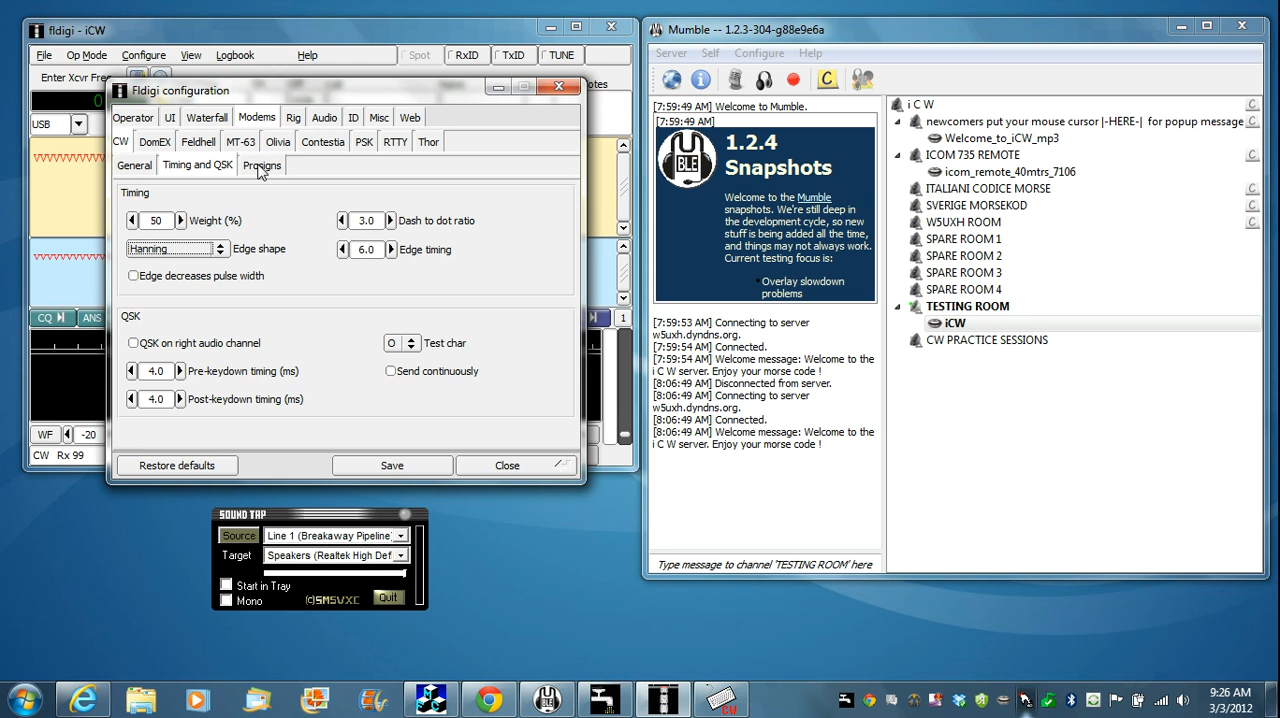 fldigi - iCW
File Op Mode Configure View Logbook Help Spot RxID TxID TUNE
Enter Xcvr Freq
Notes
0
USB
Fldigi configuration
Operator UI Waterfall Modems Rig Audio ID Misc Web
CW DomEX Feldhell MT-63 Olivia Contestia PSK RTTY Thor
General Timing and QSK Prosigns
Timing
50 Weight (%) 3.0 Dash to dot ratio
Hanning Edge shape 6.0 Edge timing
Edge decreases pulse width
QSK
QSK on right audio channel O Test char
4.0 Pre-keydown timing (ms) Send continuously
4.0 Post-keydown timing (ms)
Restore defaults Save Close
CQ ANS 1
WF -20
CW Rx 99
SOUND TAP
Source Line 1 (Breakaway Pipeline
Target Speakers (Realtek High Def
Start in Tray
Mono (c)SM5VXC Quit
Mumble -- 1.2.3-304-g88e9e6a
Server Self Configure Help
[7:59:49 AM] Welcome to Mumble.
[7:59:49 AM]
BLE
1.2.4
Snapshots
Welcome to the Mumble
snapshots. We're still deep in
the development cycle, so new
stuff is being added all the time,
and things may not always work.
Current testing focus is:
• Overlay slowdown
problems
[7:59:53 AM] Connecting to server
w5uxh.dyndns.org.
[7:59:54 AM] Connected.
[7:59:54 AM] Welcome message: Welcome to the
i C W server. Enjoy your morse code !
[8:06:49 AM] Disconnected from server.
[8:06:49 AM] Connecting to server
w5uxh.dyndns.org.
[8:06:49 AM] Connected.
[8:06:49 AM] Welcome message: Welcome to the
i C W server. Enjoy your morse code !
Type message to channel 'TESTING ROOM' here
i C W
newcomers put your mouse cursor |-HERE-| for popup message
Welcome_to_iCW_mp3
ICOM 735 REMOTE
icom_remote_40mtrs_7106
ITALIANI CODICE MORSE
SVERIGE MORSEKOD
W5UXH ROOM
SPARE ROOM 1
SPARE ROOM 2
SPARE ROOM 3
SPARE ROOM 4
TESTING ROOM
iCW
CW PRACTICE SESSIONS
CW
9:26 AM
3/3/2012